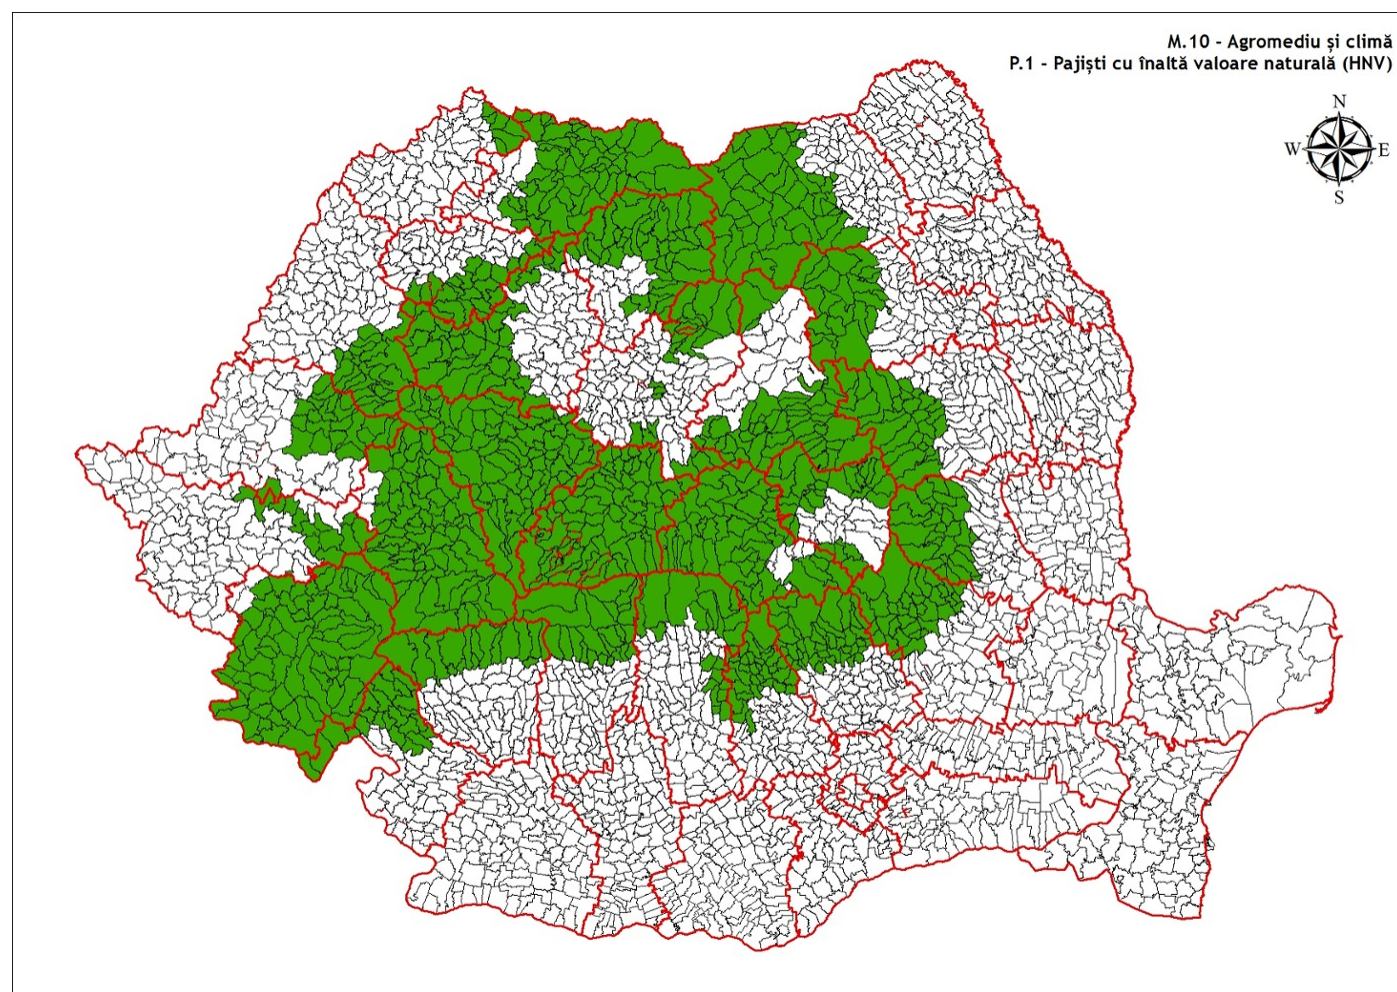 M.10 - Agromediu și climă
P.1 - Pajiști cu înaltă valoare naturală (HNV)
N
W E
S